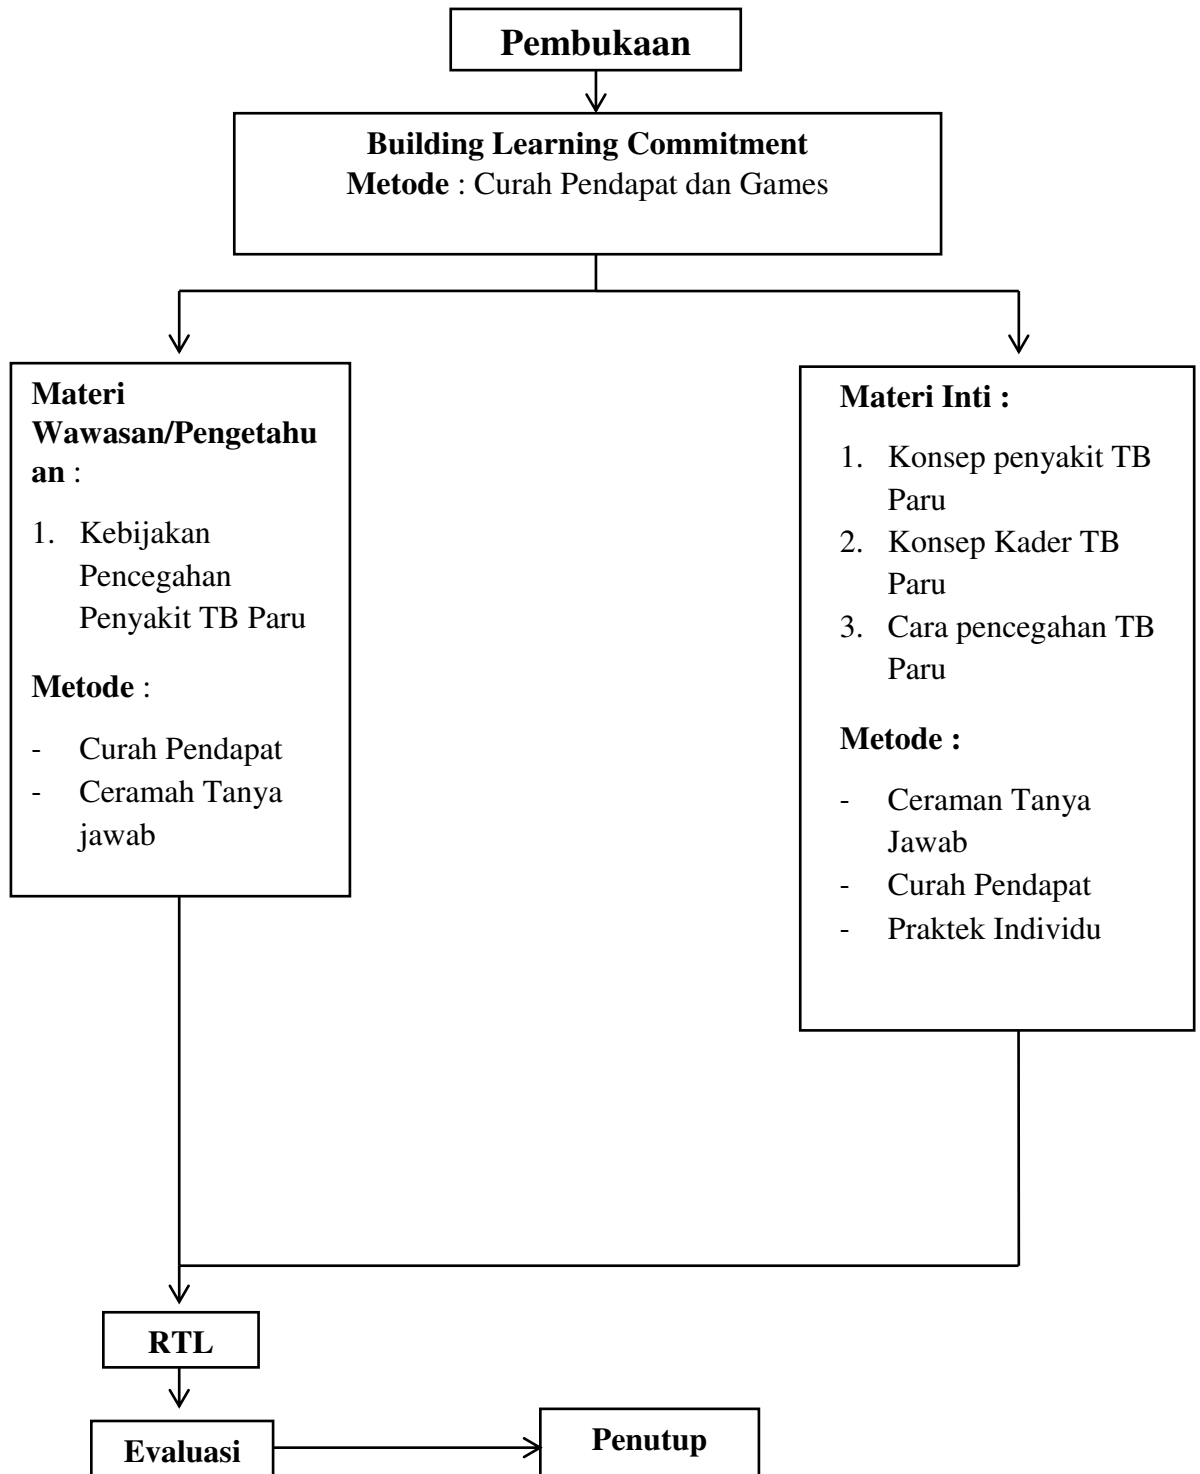 Pembukaan
Building Learning Commitment
Metode : Curah Pendapat dan Games
Materi
Wawasan/Pengetahu
an :
1. Kebijakan
Pencegahan
Penyakit TB Paru
Metode :
- Curah Pendapat
- Ceramah Tanya
jawab
Materi Inti :
1. Konsep penyakit TB
Paru
2. Konsep Kader TB
Paru
3. Cara pencegahan TB
Paru
Metode :
- Ceraman Tanya
Jawab
- Curah Pendapat
- Praktek Individu
RTL
Evaluasi
Penutup